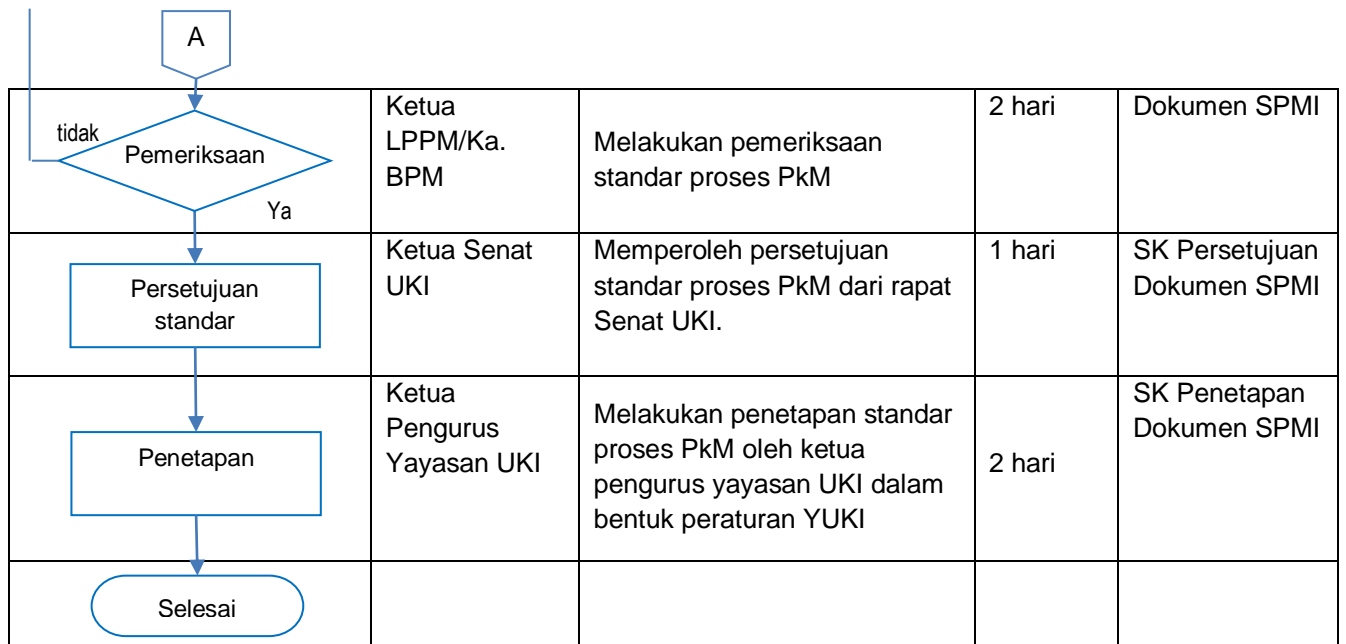 A
tidak
Pemeriksaan
Ya
Ketua
LPPM/Ka.
BPM
Melakukan pemeriksaan
standar proses PkM
2 hari
Dokumen SPMI
Persetujuan
standar
Ketua Senat
UKI
Memperoleh persetujuan
standar proses PkM dari rapat
Senat UKI.
1 hari
SK Persetujuan
Dokumen SPMI
Penetapan
Ketua
Pengurus
Yayasan UKI
Melakukan penetapan standar
proses PkM oleh ketua
pengurus yayasan UKI dalam
bentuk peraturan YUKI
2 hari
SK Penetapan
Dokumen SPMI
Selesai